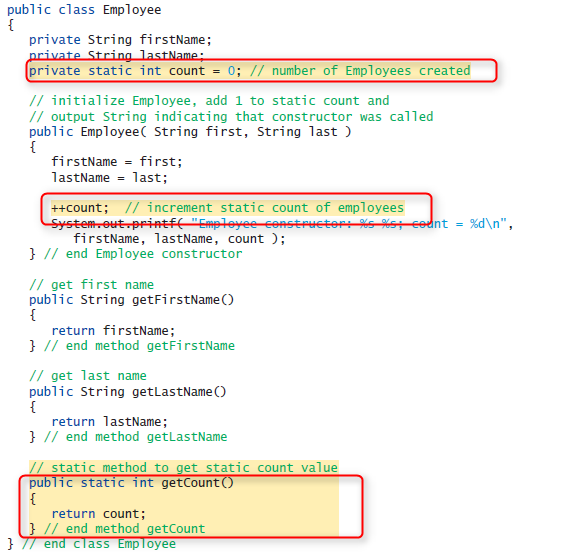 public class Employee
{
private String firstName;
private String lastName;
private static int count = 0; // number of Employees created
// initialize Employee, add 1 to static count and
// output String indicating that constructor was called
public Employee( String first, String last )
{
firstName = first;
lastName = last;
++count;  // increment static count of employees
System.out.printf( "Employee constructor: %s %s; count = %d\n",
firstName, lastName, count );
} // end Employee constructor
// get first name
public String getFirstName()
{
return firstName;
} // end method getFirstName
// get last name
public String getLastName()
{
return lastName;
} // end method getLastName
// static method to get static count value
public static int getCount()
{
return count;
} // end method getCount
} // end class Employee